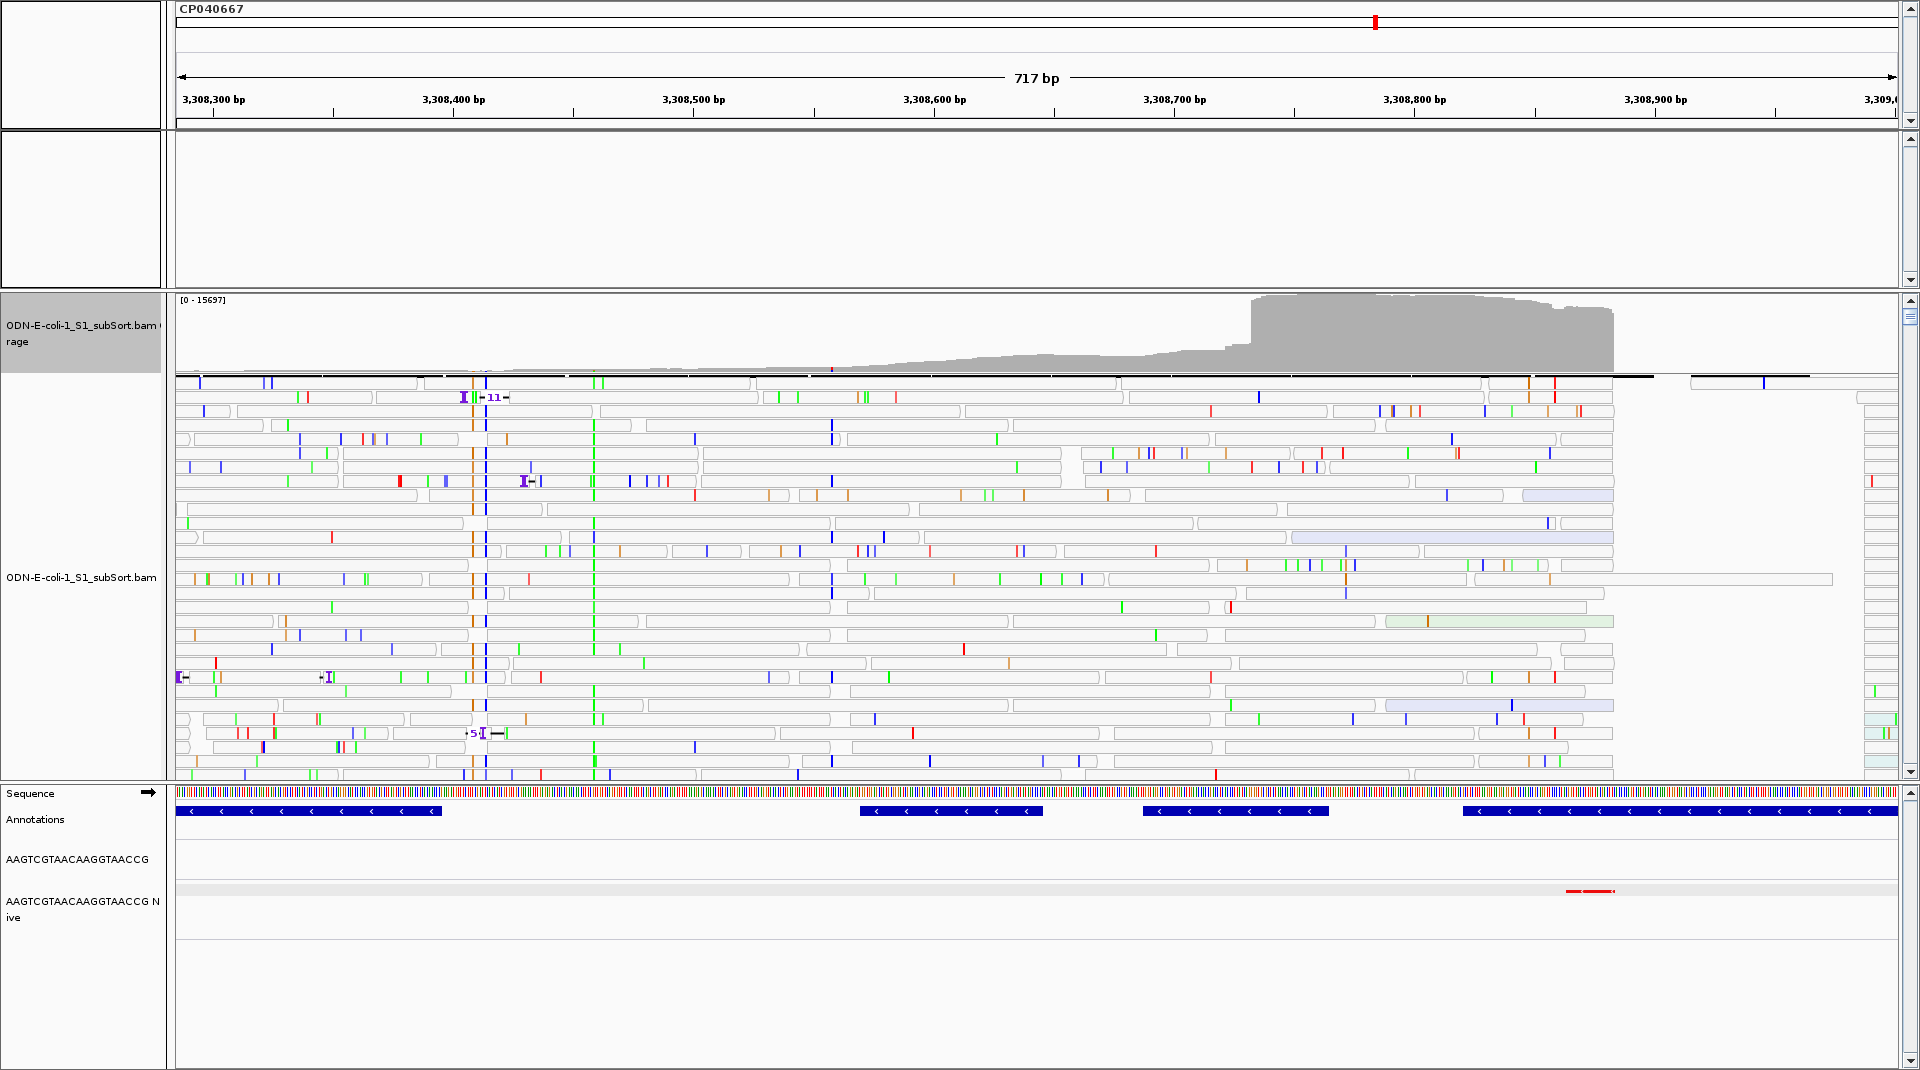 CP040667
717 bp
3,308,300 bp 3,308,400 bp 3,308,500 bp 3,308,600 bp 3,308,700 bp 3,308,800 bp 3,308,900 bp 3,309,0
[0 - 15697]
ODN-E-coli-1_S1_subSort.bam
rage
11
ODN-E-coli-1_S1_subSort.bam
5
Sequence
Annotations
AAGTCGTAACAAGGTAACCG
AAGTCGTAACAAGGTAACCG N
ive